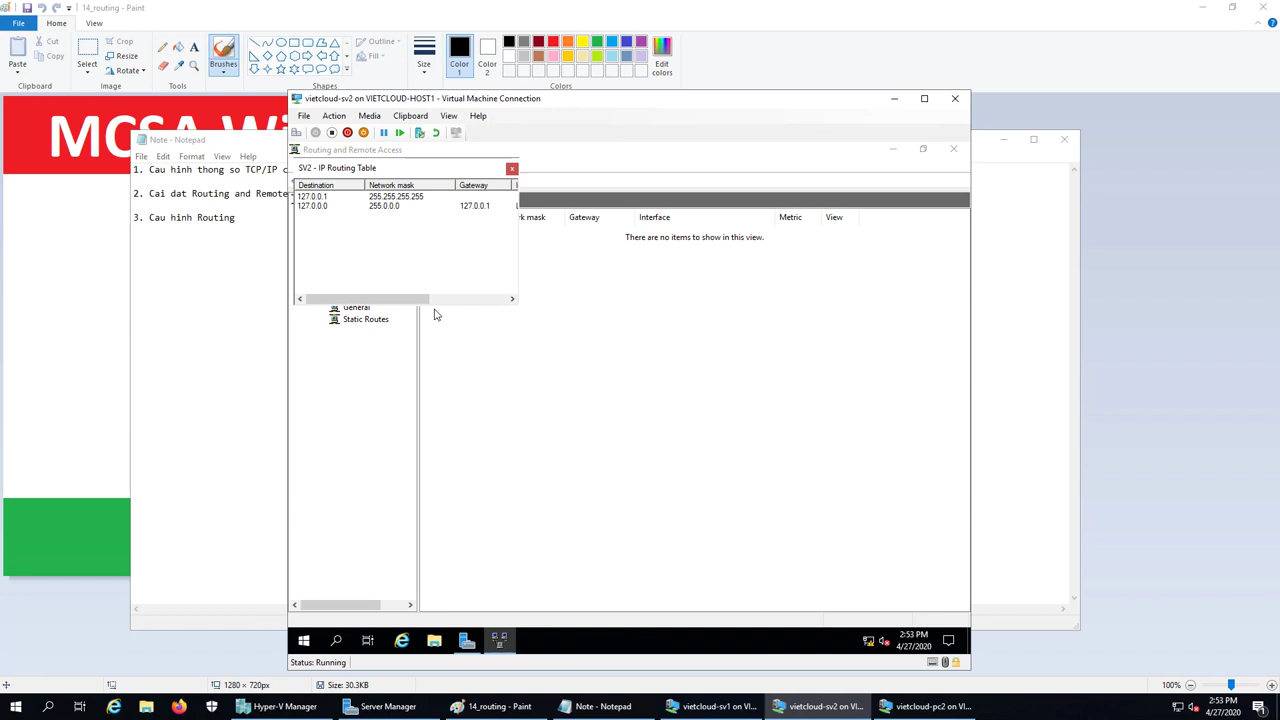 14_routing - Paint
File Home View
Paste
Cut
Copy
Clipboard
Select
Crop
Resize
Rotate
Image
Tools
Brushes
Outline
Fill
Shapes
Size
Color 1
Color 2
Edit colors
Colors
MCSA Wi
Note - Notepad
File Edit Format View Help
1. Cau hinh thong so TCP/IP c
2. Cai dat Routing and Remote
3. Cau hinh Routing
vietcloud-sv2 on VIETCLOUD-HOST1 - Virtual Machine Connection
File Action Media Clipboard View Help
Routing and Remote Access
SV2 - IP Routing Table
Destination Network mask Gateway
127.0.0.1 255.255.255.255
127.0.0.0 255.0.0.0 127.0.0.1
rk mask Gateway Interface Metric View
There are no items to show in this view.
General
Static Routes
2:53 PM
4/27/2020
Status: Running
1280 × 720px
Size: 30.3KB
100%
Hyper-V Manager
Server Manager
14_routing - Paint
Note - Notepad
vietcloud-sv1 on VI...
vietcloud-sv2 on VI...
vietcloud-pc2 on VI...
2:53 PM
4/27/2020